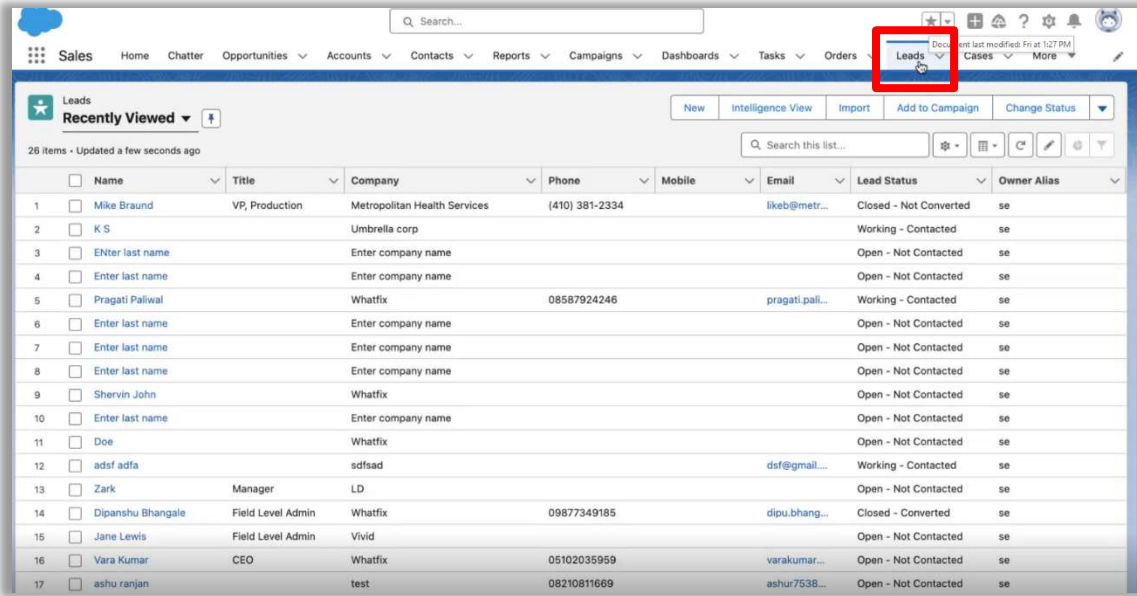 Search...
Document last modified: Fri at 1:27 PM
Sales Home Chatter Opportunities Accounts Contacts Reports Campaigns Dashboards Tasks Orders Leads Cases More
Leads
Recently Viewed
New Intelligence View Import Add to Campaign Change Status
26 items • Updated a few seconds ago
Search this list...
Name Title Company Phone Mobile Email Lead Status Owner Alias
1 Mike Braund VP, Production Metropolitan Health Services (410) 381-2334 likeb@metr... Closed - Not Converted se
2 K S Umbrella corp Working - Contacted se
3 ENter last name Enter company name Open - Not Contacted se
4 Enter last name Enter company name Open - Not Contacted se
5 Pragati Paliwal Whatfix 08587924246 pragati.pali... Working - Contacted se
6 Enter last name Enter company name Open - Not Contacted se
7 Enter last name Enter company name Open - Not Contacted se
8 Enter last name Enter company name Open - Not Contacted se
9 Shervin John Whatfix Open - Not Contacted se
10 Enter last name Enter company name Open - Not Contacted se
11 Doe Whatfix Open - Not Contacted se
12 adsf adfa sdfsad dsf@gmail.... Working - Contacted se
13 Zark Manager LD Open - Not Contacted se
14 Dipanshu Bhangale Field Level Admin Whatfix 09877349185 dipu.bhang... Closed - Converted se
15 Jane Lewis Field Level Admin Vivid Open - Not Contacted se
16 Vara Kumar CEO Whatfix 05102035959 varakumar... Open - Not Contacted se
17 ashu ranjan test 08210811669 ashur7538... Open - Not Contacted se